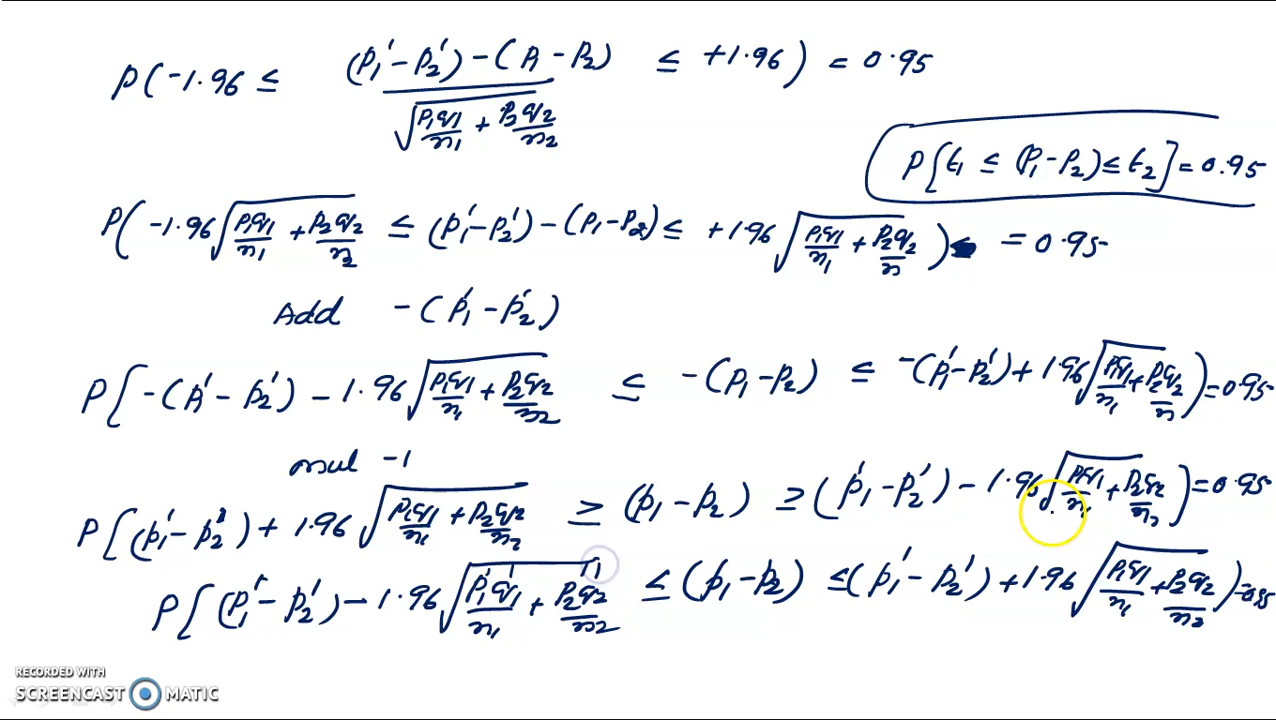 P(-1.96 ≤ (p₁' - p₂') - (p₁ - p₂) / √(p₁q₁/n₁ + p₂q₂/n₂) ≤ +1.96) = 0.95
P[t₁ ≤ (p₁ - p₂) ≤ t₂] = 0.95
P(-1.96√(p₁q₁/n₁ + p₂q₂/n₂) ≤ (p₁' - p₂') - (p₁ - p₂) ≤ +1.96√(p₁q₁/n₁ + p₂q₂/n)) = 0.95
Add -(p₁' - p₂')
P[-(p₁' - p₂') - 1.96√(p₁q₁/n₁ + p₂q₂/n₂) ≤ -(p₁ - p₂) ≤ -(p₁' - p₂') + 1.96√(p₁q₁/n₁ + p₂q₂/n)) = 0.95
mul -1
P[(p₁' - p₂') + 1.96√(p₁q₁/n₁ + p₂q₂/n₂) ≥ (p₁ - p₂) ≥ (p₁' - p₂') - 1.96√(p₁q₁/n₁ + p₂q₂/n₂)] = 0.95
P[(p₁' - p₂') - 1.96√(p₁'q₁'/n₁ + p₂q₂'/n₂) ≤ (p₁ - p₂) ≤ (p₁' - p₂') + 1.96√(p₁q₁/n₁ + p₂q₂/n₂)) = 0.95
RECORDED WITH
SCREENCAST MATIC